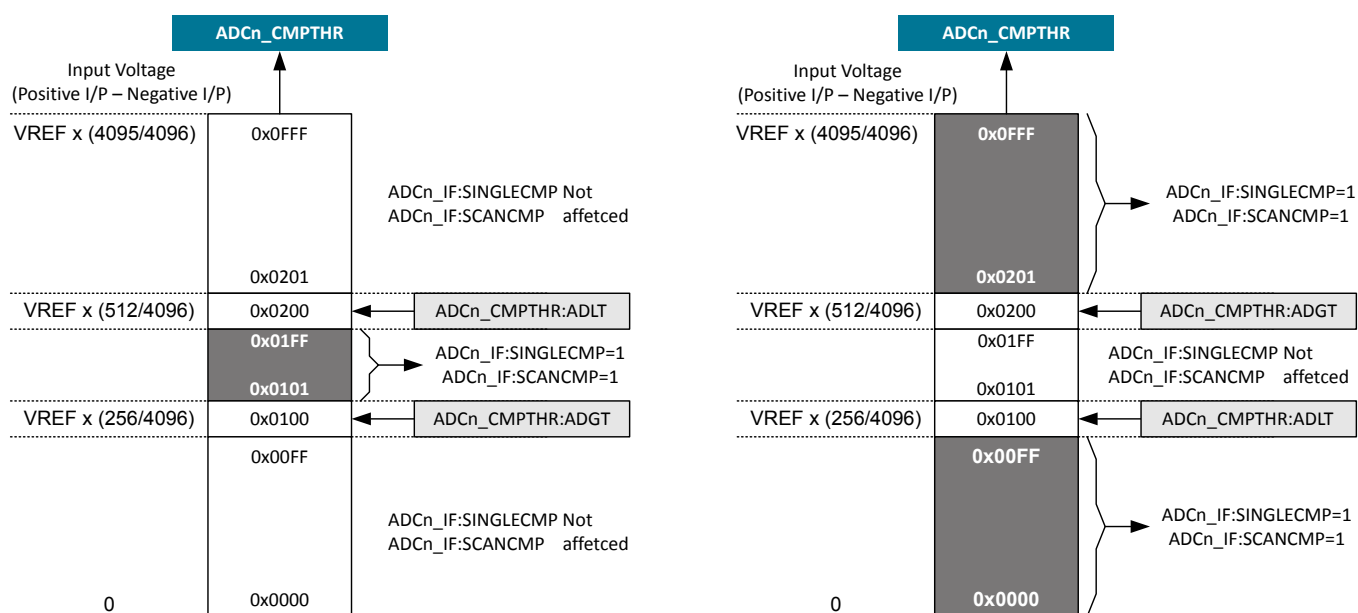 ADCn_CMPTHR
Input Voltage
(Positive I/P – Negative I/P)
VREF x (4095/4096)
0x0FFF
ADCn_IF:SINGLECMP Not
ADCn_IF:SCANCMP affetced
0x0201
VREF x (512/4096)
0x0200
ADCn_CMPTHR:ADLT
0x01FF
ADCn_IF:SINGLECMP=1
ADCn_IF:SCANCMP=1
0x0101
VREF x (256/4096)
0x0100
ADCn_CMPTHR:ADGT
0x00FF
ADCn_IF:SINGLECMP Not
ADCn_IF:SCANCMP affetced
0
0x0000
ADCn_CMPTHR
Input Voltage
(Positive I/P – Negative I/P)
VREF x (4095/4096)
0x0FFF
ADCn_IF:SINGLECMP=1
ADCn_IF:SCANCMP=1
0x0201
VREF x (512/4096)
0x0200
ADCn_CMPTHR:ADGT
0x01FF
ADCn_IF:SINGLECMP Not
ADCn_IF:SCANCMP affetced
0x0101
VREF x (256/4096)
0x0100
ADCn_CMPTHR:ADLT
0x00FF
ADCn_IF:SINGLECMP=1
ADCn_IF:SCANCMP=1
0
0x0000